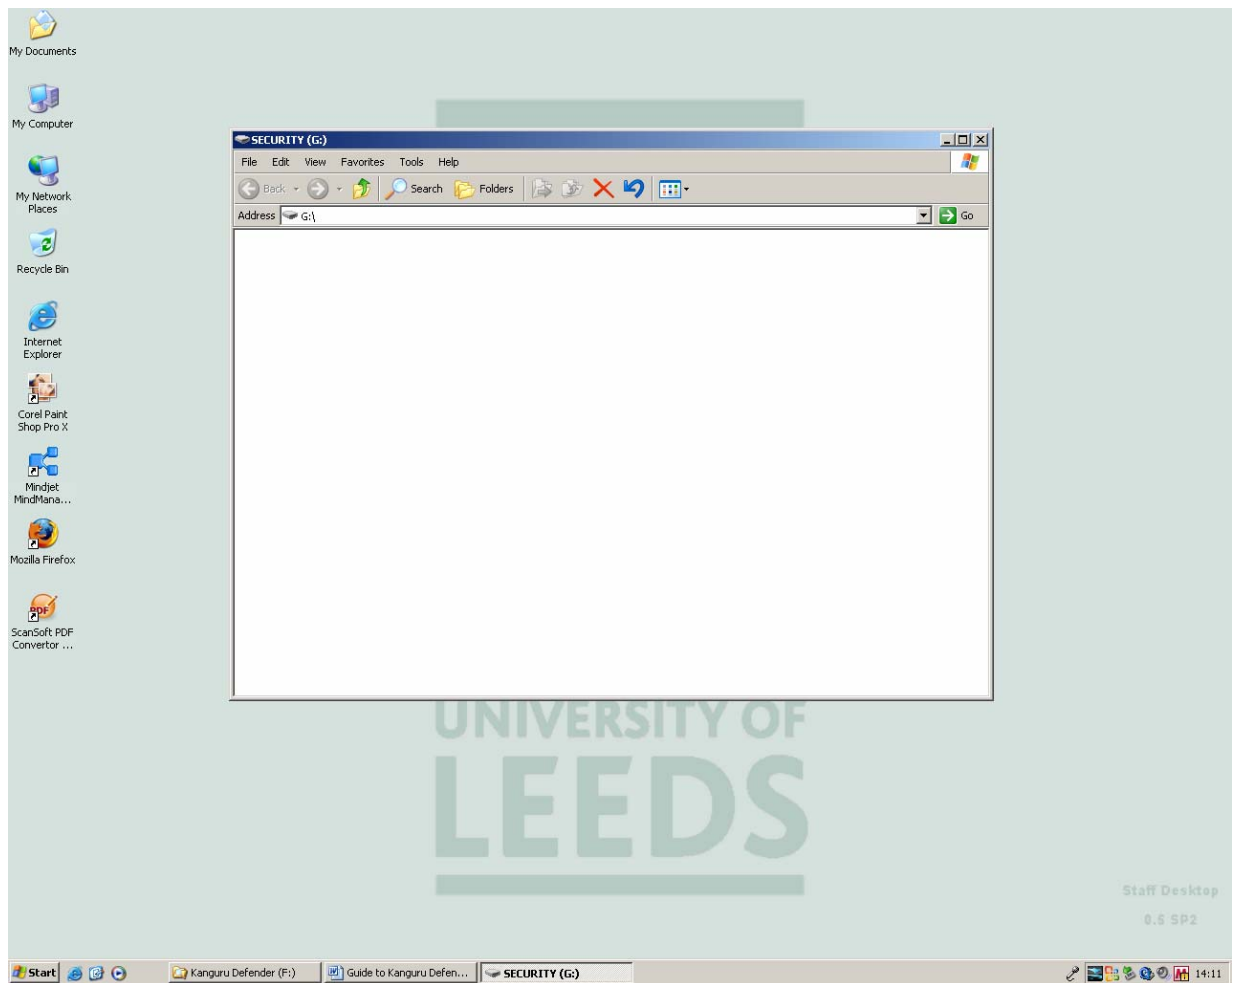 My Documents
My Computer
My Network
Places
Recycle Bin
Internet
Explorer
Corel Paint
Shop Pro X
Mindjet
MindMana...
Mozilla Firefox
PDF
ScanSoft PDF
Convertor ...
SECURITY (G:)
File Edit View Favorites Tools Help
Back Search Folders
Address G:\ Go
UNIVERSITY OF
LEEDS
Staff Desktop
0.5 SP2
Start Kanguru Defender (F:) Guide to Kanguru Defen... SECURITY (G:) 14:11